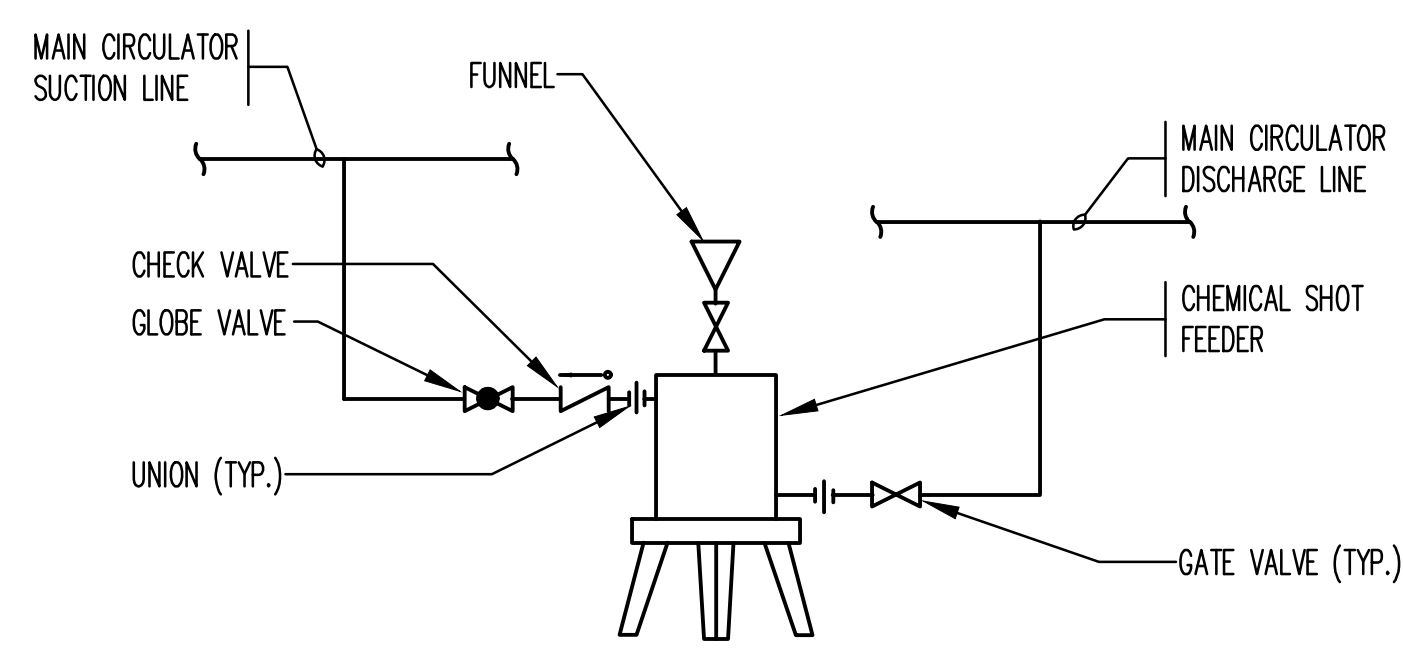 MAIN CIRCULATOR
SUCTION LINE
FUNNEL
MAIN CIRCULATOR
DISCHARGE LINE
CHECK VALVE
GLOBE VALVE
CHEMICAL SHOT
FEEDER
UNION (TYP.)
GATE VALVE (TYP.)